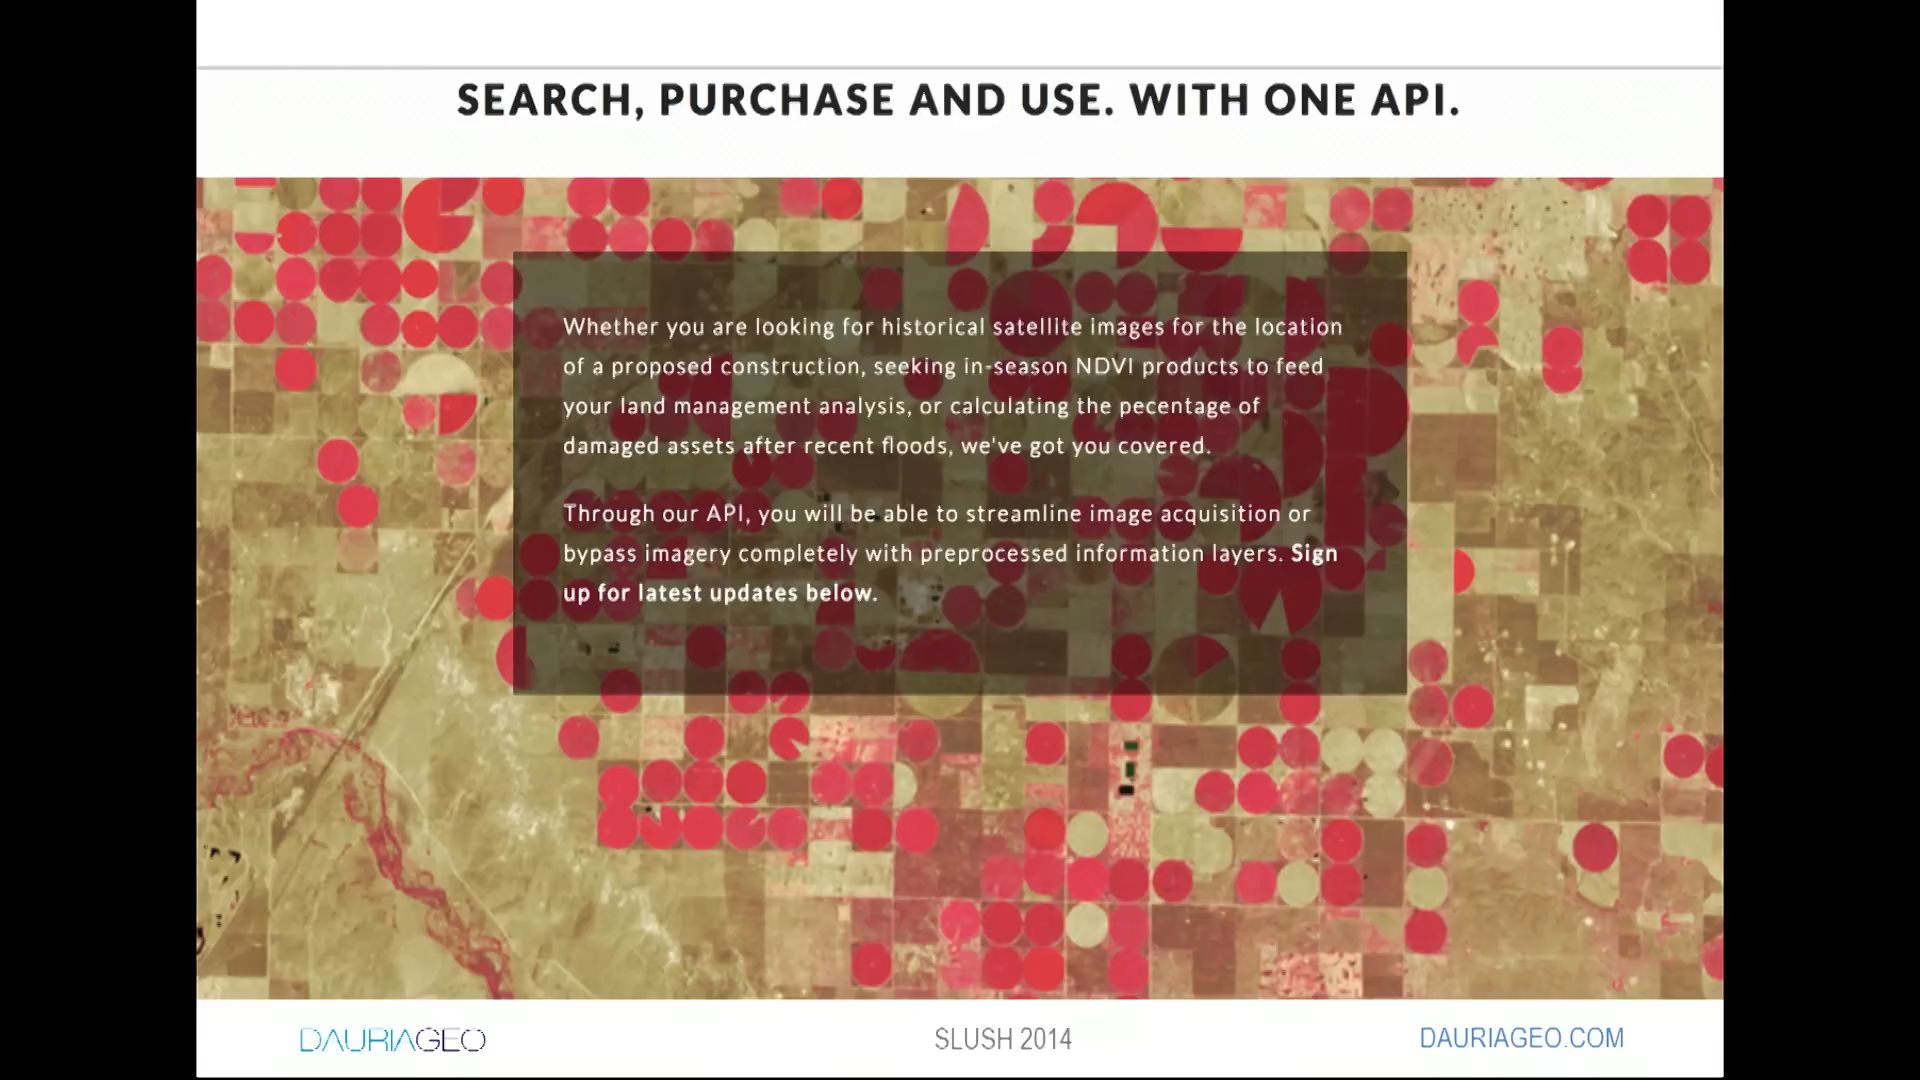 SEARCH, PURCHASE AND USE. WITH ONE API.
Whether you are looking for historical satellite images for the location
of a proposed construction, seeking in-season NDVI products to feed
your land management analysis, or calculating the pecentage of
damaged assets after recent floods, we've got you covered.
Through our API, you will be able to streamline image acquisition or
bypass imagery completely with preprocessed information layers. Sign
up for latest updates below.
DAURIAGEO
SLUSH 2014
DAURIAGEO.COM